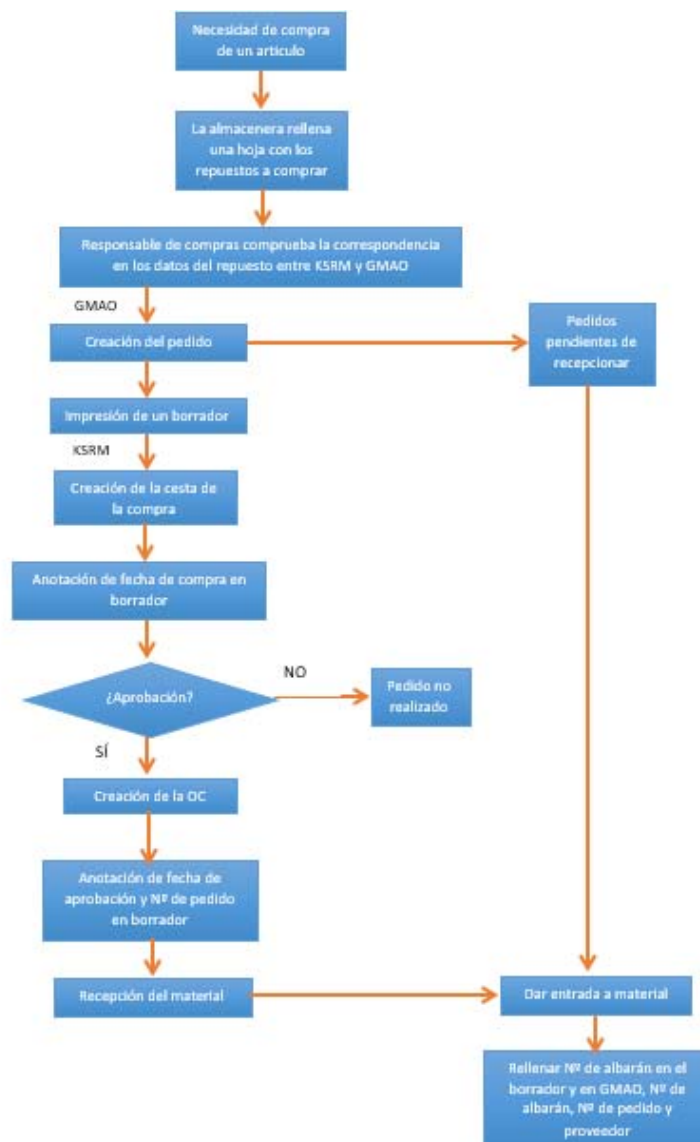 Necesidad de compra
de un artículo
La almacenera rellena
una hoja con los
repuestos a comprar
Responsable de compras comprueba la correspondencia
en los datos del repuesto entre KSRM y GMAO
GMAO
Creación del pedido
Pedidos
pendientes de
recepcionar
Impresión de un borrador
KSRM
Creación de la cesta de
la compra
Anotación de fecha de compra en
borrador
¿Aprobación?
NO
Pedido no
realizado
SÍ
Creación de la OC
Anotación de fecha de
aprobación y Nº de pedido
en borrador
Recepción del material
Dar entrada a material
Rellenar Nº de albarán en el
borrador y en GMAO, Nº de
albarán, Nº de pedido y
proveedor